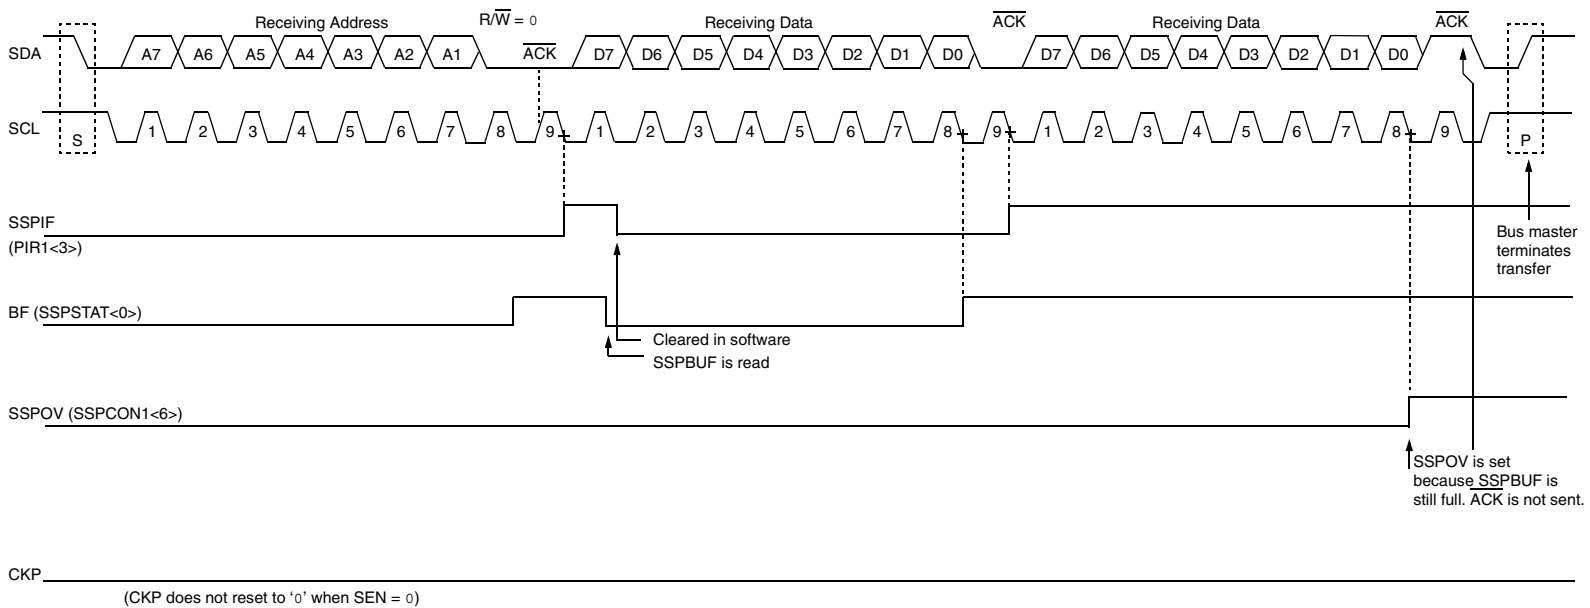 Receiving Address
R/W = 0
Receiving Data
ACK
Receiving Data
ACK
SDA
A7 A6 A5 A4 A3 A2 A1
ACK
D7 D6 D5 D4 D3 D2 D1 D0
D7 D6 D5 D4 D3 D2 D1 D0
SCL
S
1 2 3 4 5 6 7 8 9
1 2 3 4 5 6 7 8 9
1 2 3 4 5 6 7 8 9
P
SSPIF
(PIR1<3>)
Bus master
terminates
transfer
BF (SSPSTAT<0>)
Cleared in software
SSPBUF is read
SSPOV (SSPCON1<6>)
SSPOV is set
because SSPBUF is
still full. ACK is not sent.
CKP
(CKP does not reset to ‘0’ when SEN = 0)